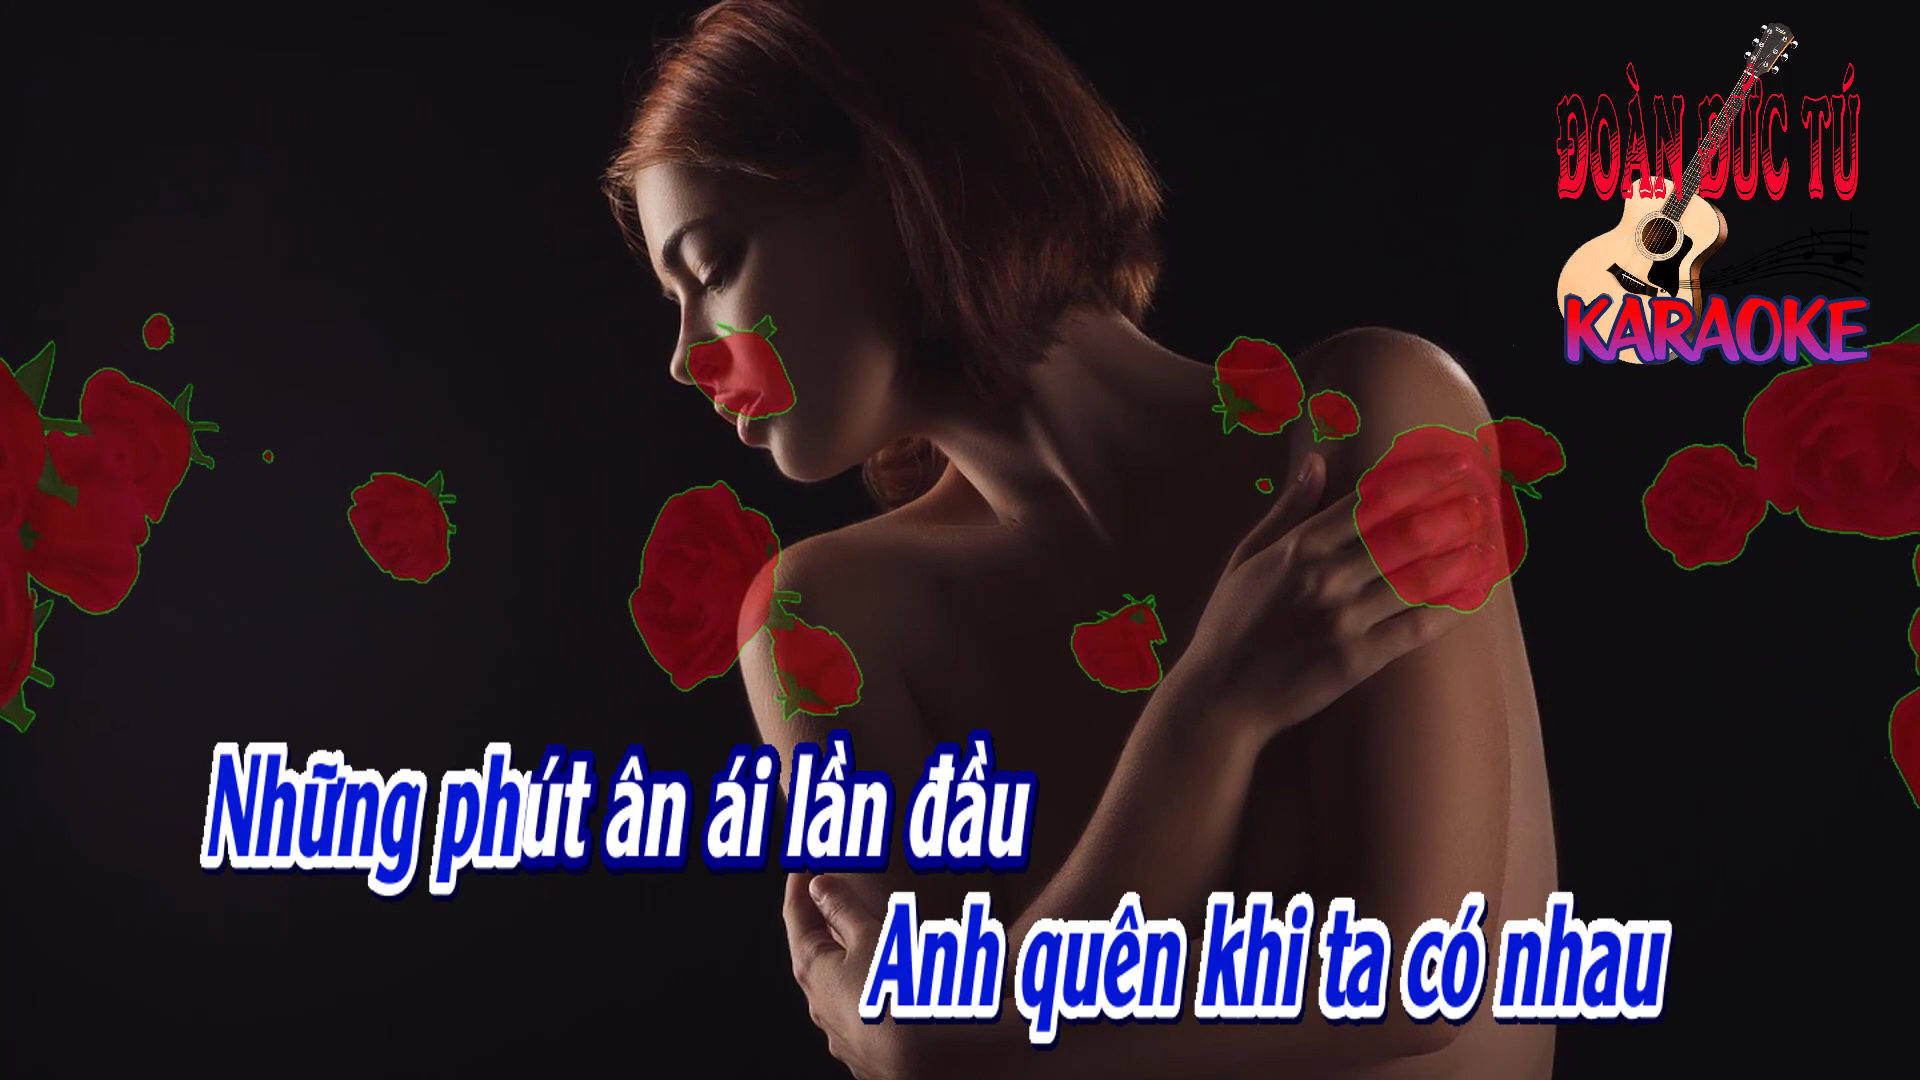 ĐOÀN ĐỨC TÚ
KARAOKE
Những phút ân ái lần đầu
Anh quên khi ta có nhau